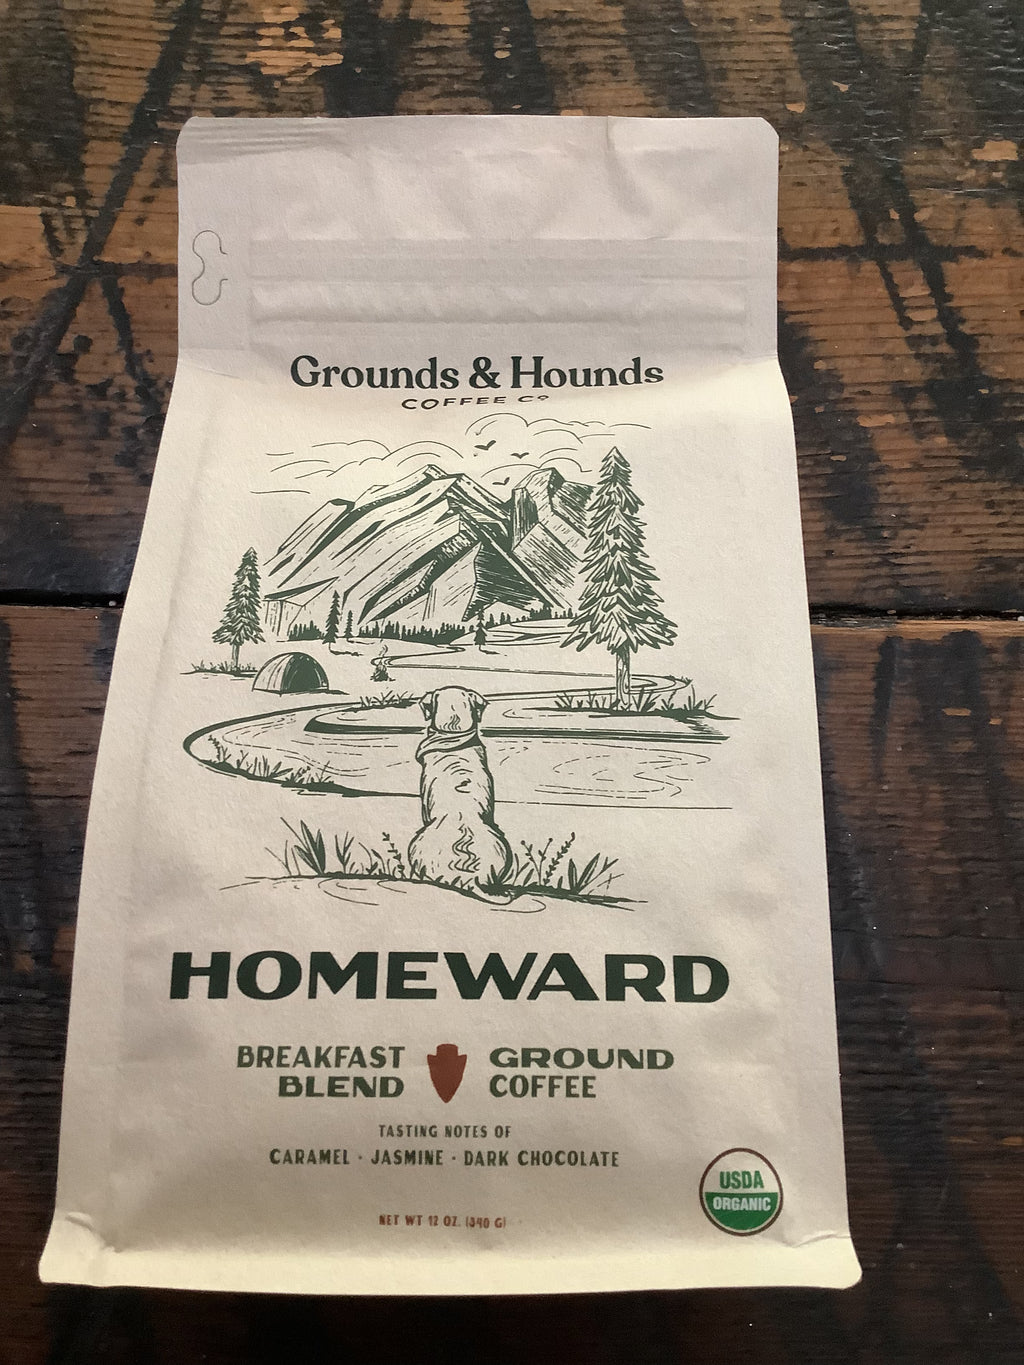 Grounds & Hounds
COFFEE Cº
HOMEWARD
BREAKFAST BLEND
GROUND COFFEE
TASTING NOTES OF
CARAMEL · JASMINE · DARK CHOCOLATE
NET WT 12 OZ. (340 G)
USDA
ORGANIC